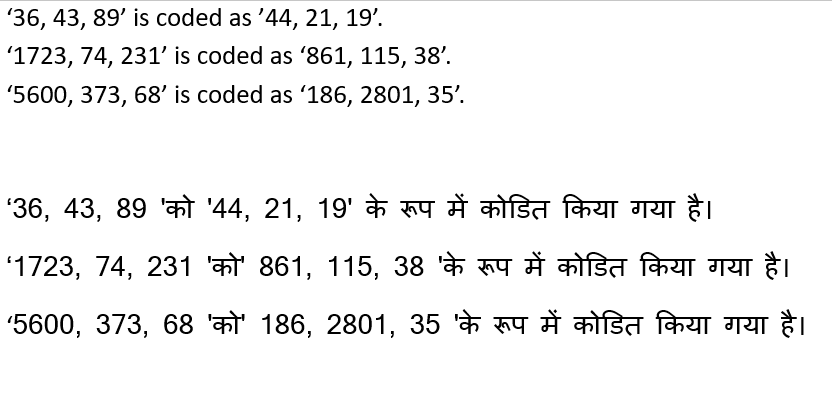 ‘36, 43, 89’ is coded as ’44, 21, 19’.
‘1723, 74, 231’ is coded as ‘861, 115, 38’.
‘5600, 373, 68’ is coded as ‘186, 2801, 35’.
‘36, 43, 89 'को '44, 21, 19' के रूप में कोडित किया गया है।
‘1723, 74, 231 'को' 861, 115, 38 'के रूप में कोडित किया गया है।
‘5600, 373, 68 'को' 186, 2801, 35 'के रूप में कोडित किया गया है।